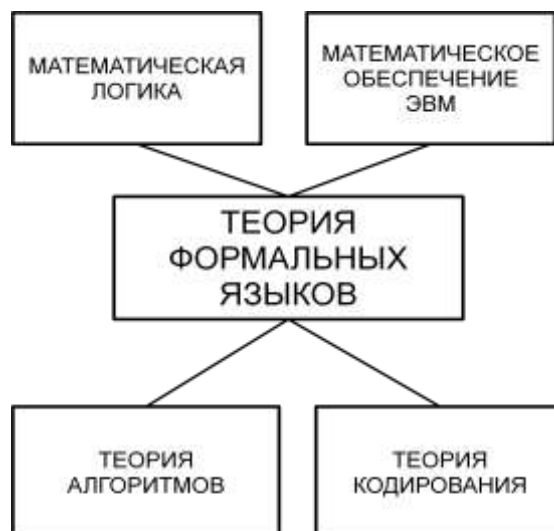 МАТЕМАТИЧЕСКАЯ
ЛОГИКА
МАТЕМАТИЧЕСКОЕ
ОБЕСПЕЧЕНИЕ
ЭВМ
ТЕОРИЯ
ФОРМАЛЬНЫХ
ЯЗЫКОВ
ТЕОРИЯ
АЛГОРИТМОВ
ТЕОРИЯ
КОДИРОВАНИЯ